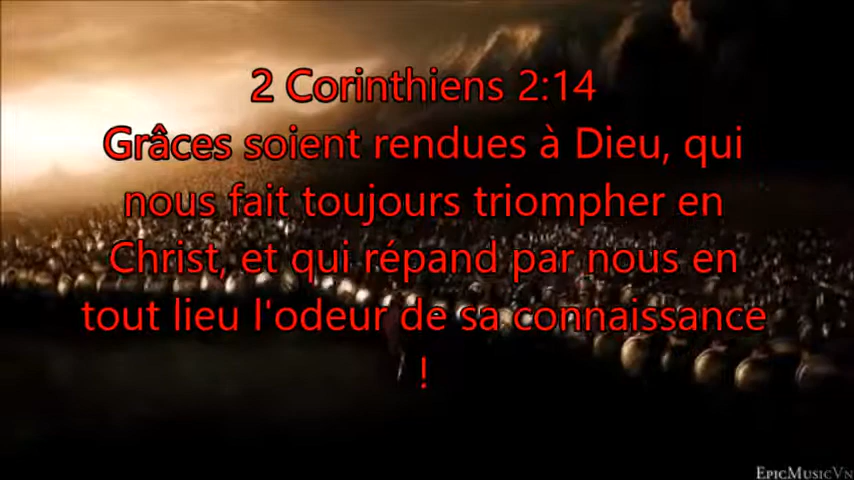 2 Corinthiens 2:14
Grâces soient rendues à Dieu, qui
nous fait toujours triompher en
Christ, et qui répand par nous en
tout lieu l'odeur de sa connaissance
!
EpicMusicVn